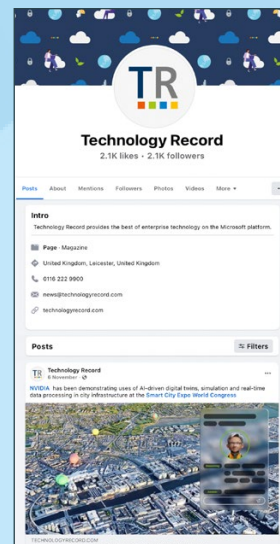 TR
Technology Record
2.1K likes • 2.1K followers
Posts About Mentions Followers Photos Videos More
Intro
Technology Record provides the best of enterprise technology on the Microsoft platform.
Page · Magazine
United Kingdom, Leicester, United Kingdom
0116 222 9900
news@technologyrecord.com
technologyrecord.com
Posts
Filters
TR
Technology Record
6 November ·
NVIDIA has been demonstrating uses of AI-driven digital twins, simulation and real-time
data processing in city infrastructure at the Smart City Expo World Congress
TECHNOLOGYRECORD.COM